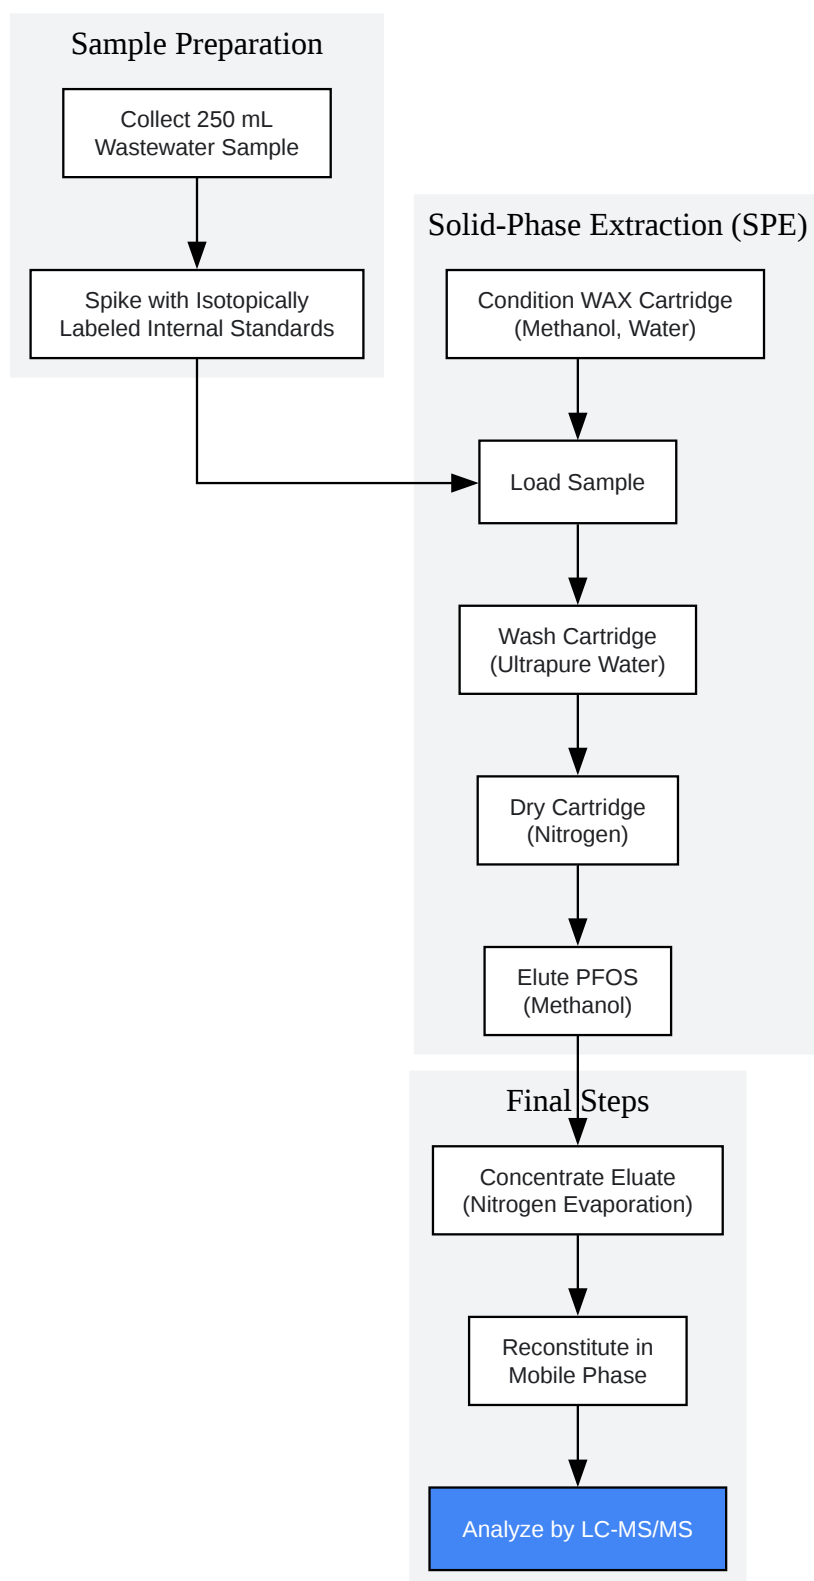 Sample Preparation
Collect 250 mL
Wastewater Sample
Spike with Isotopically
Labeled Internal Standards
Solid-Phase Extraction (SPE)
Condition WAX Cartridge
(Methanol, Water)
Load Sample
Wash Cartridge
(Ultrapure Water)
Dry Cartridge
(Nitrogen)
Elute PFOS
(Methanol)
Final Steps
Concentrate Eluate
(Nitrogen Evaporation)
Reconstitute in
Mobile Phase
Analyze by LC-MS/MS